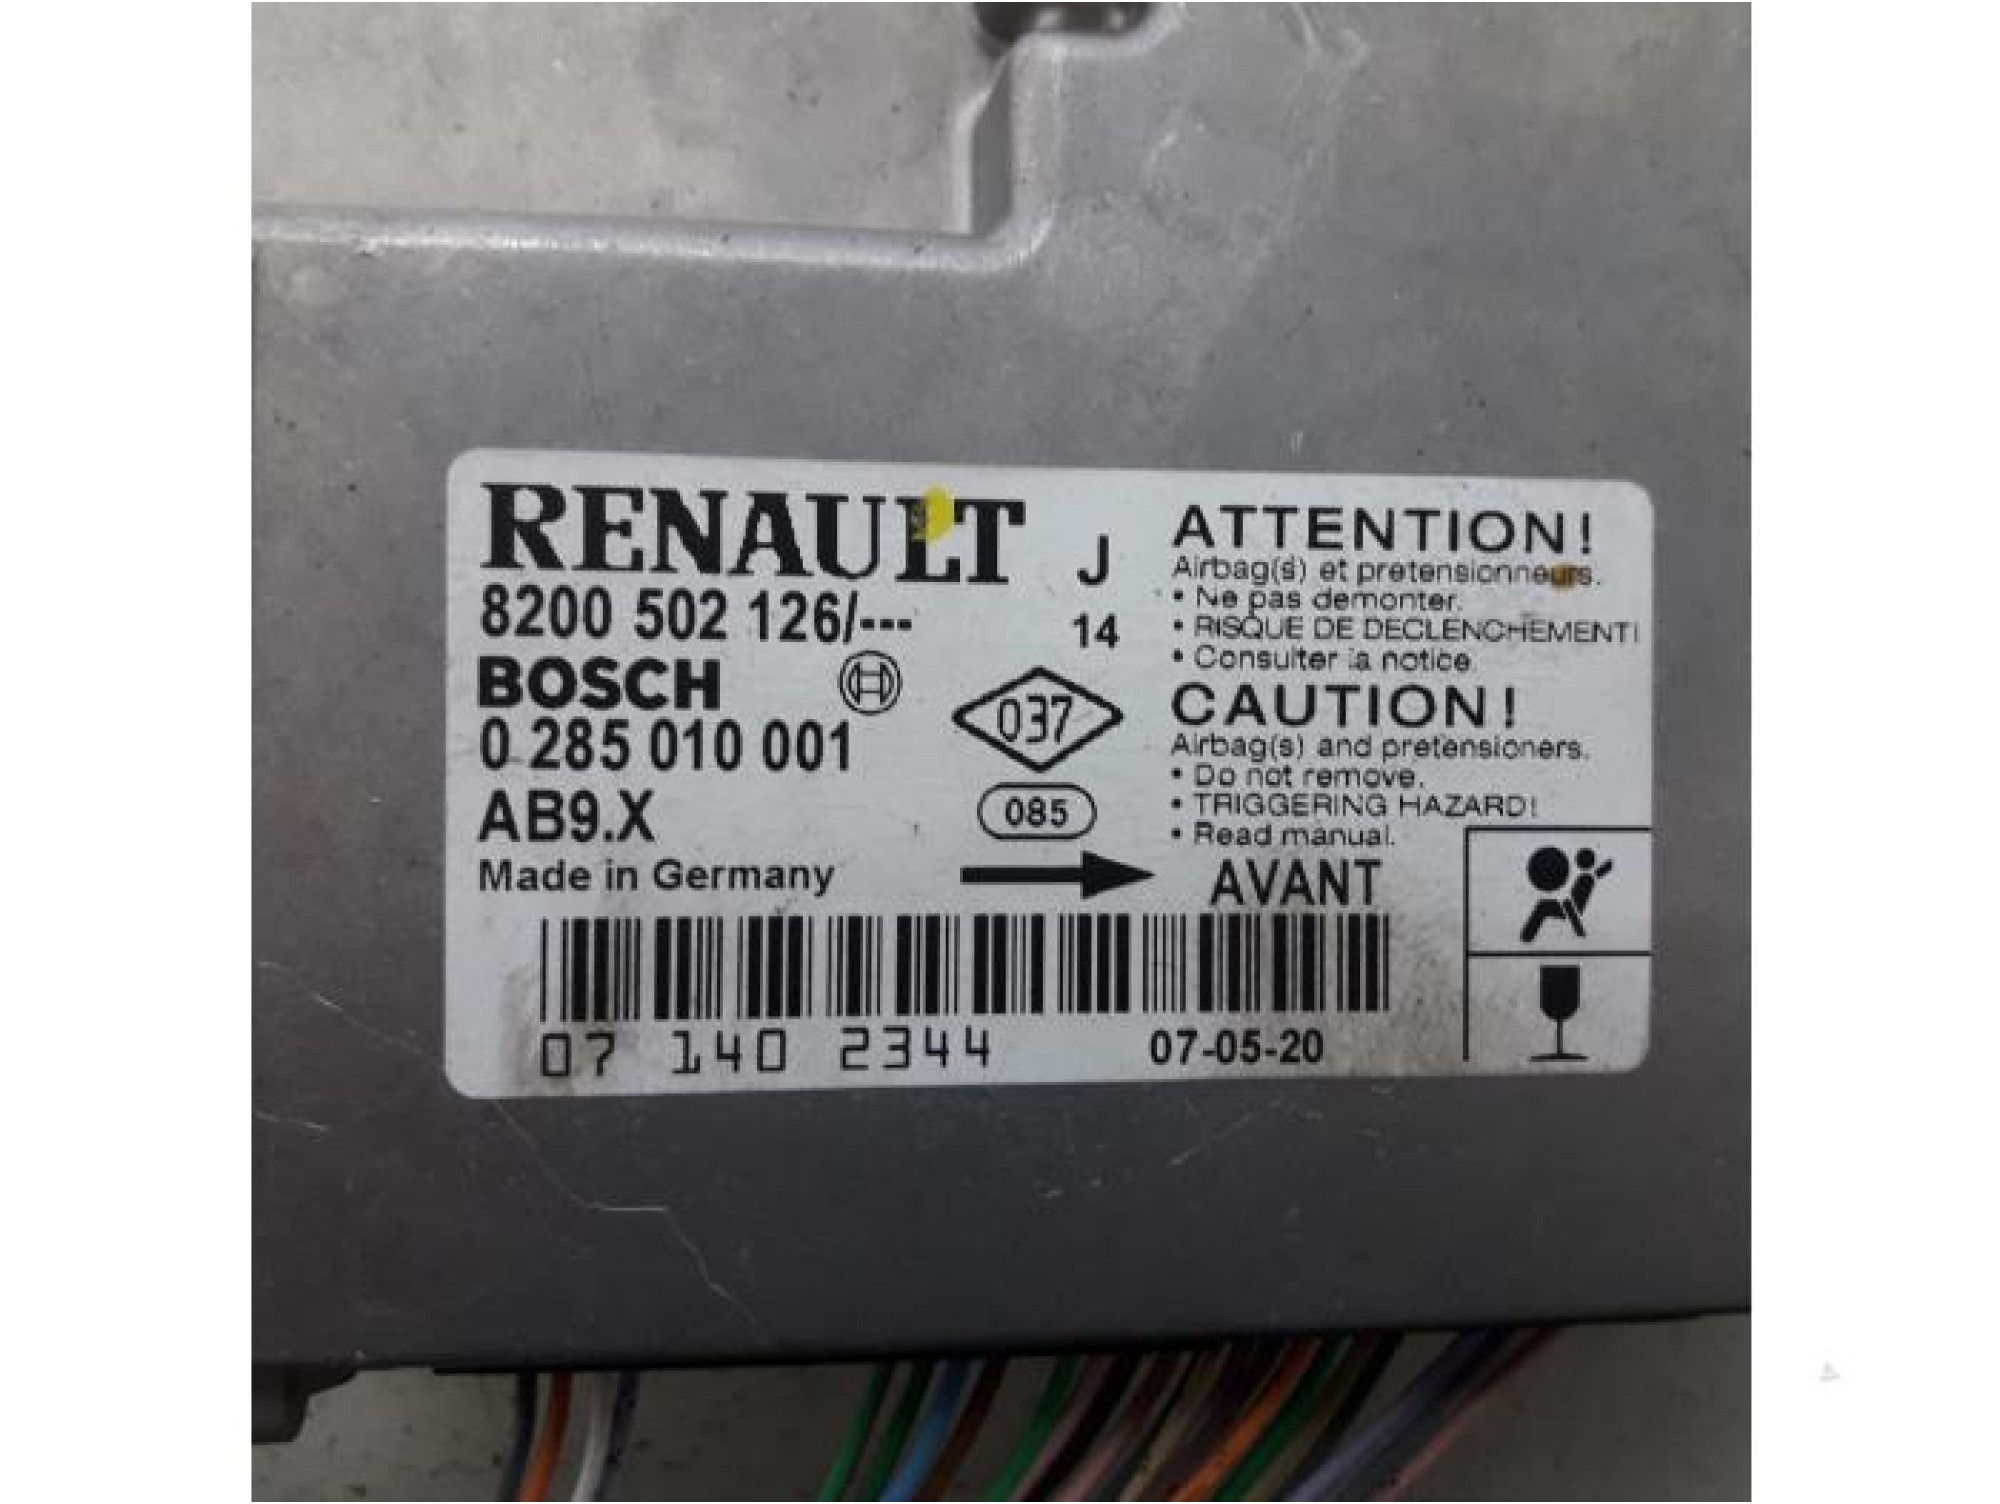 RENAULT J
8200 502 126/--- 14
BOSCH
0 285 010 001
037
AB9.X
085
Made in Germany
ATTENTION!
Airbag(s) et pretensionneurs.
• Ne pas demonter.
• RISQUE DE DECLENCHEMENT!
• Consulter la notice.
CAUTION!
Airbag(s) and pretensioners.
• Do not remove.
• TRIGGERING HAZARD!
• Read manual.
AVANT
07 140 2344
07-05-20